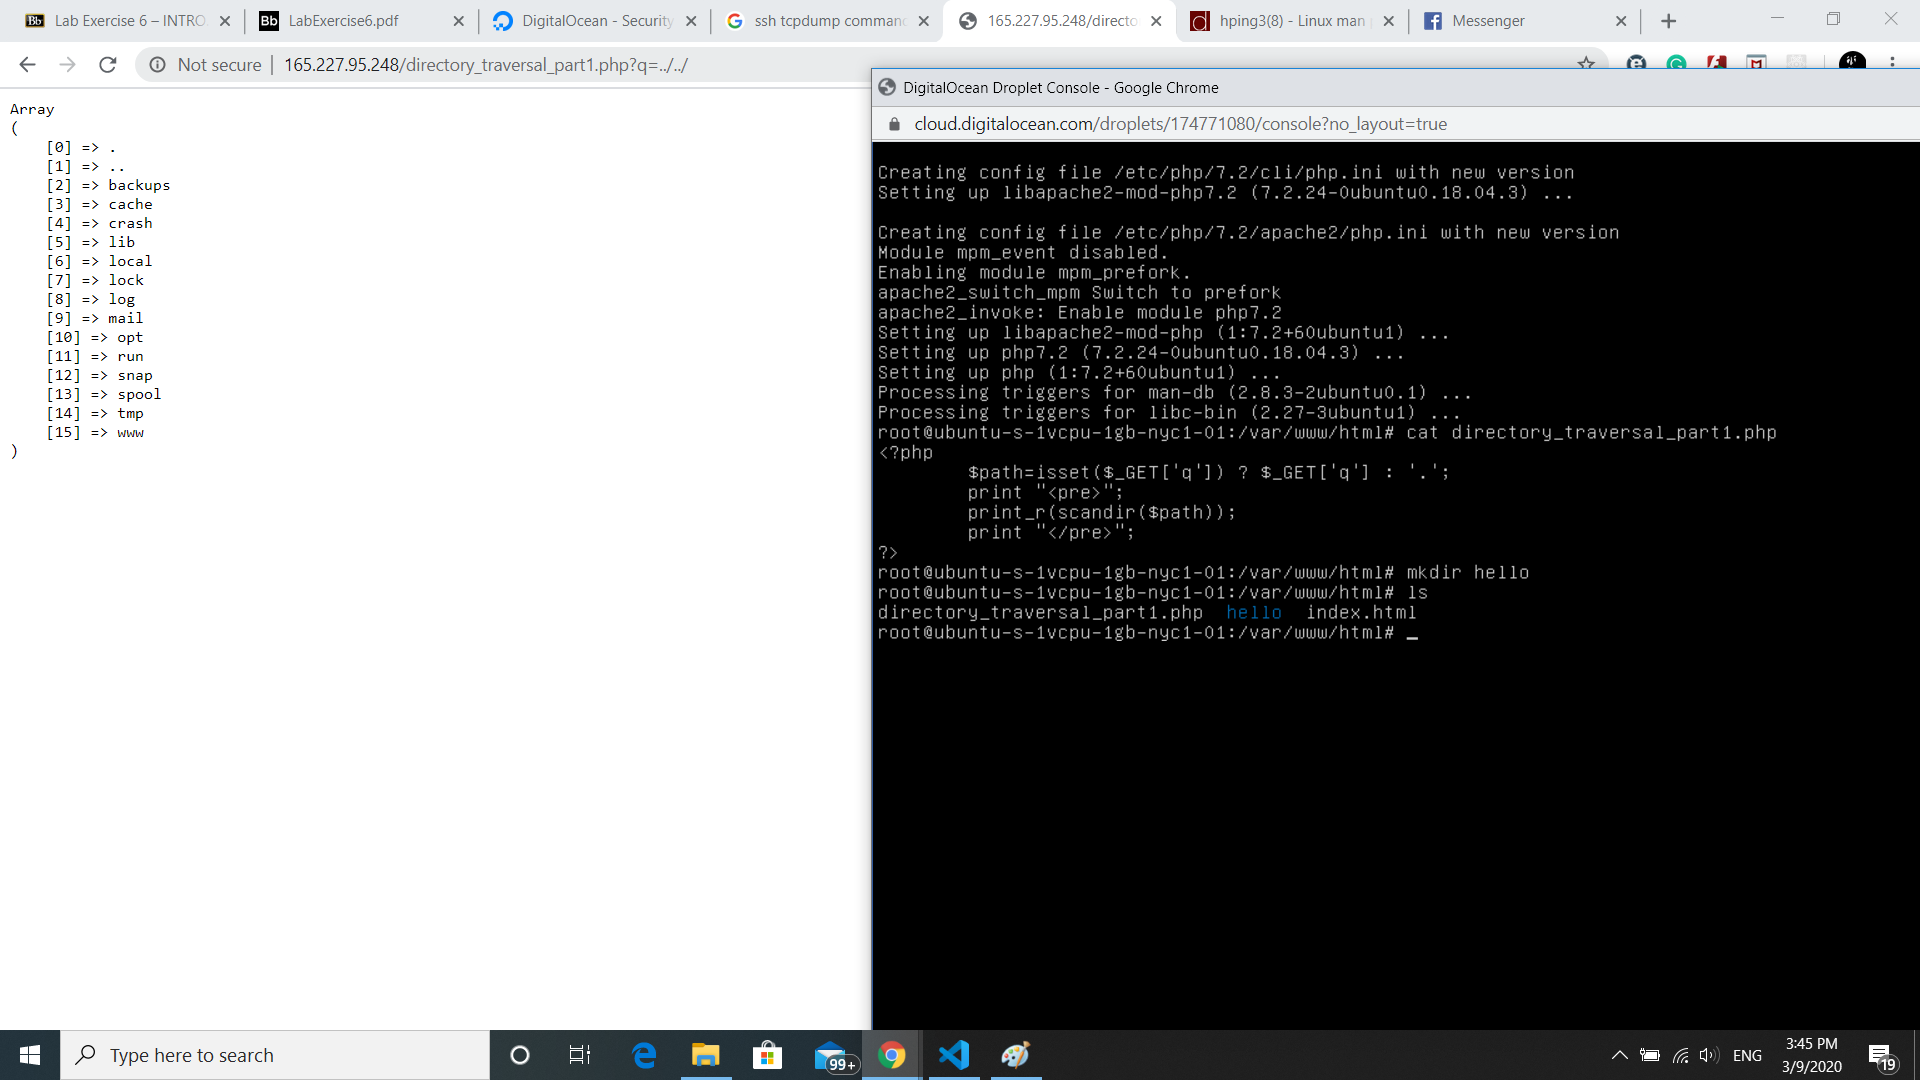 Lab Exercise 6 – INTRO
LabExercise6.pdf
DigitalOcean - Security
ssh tcpdump comman
165.227.95.248/directo
hping3(8) - Linux man
Messenger
Not secure | 165.227.95.248/directory_traversal_part1.php?q=../../
Array
(
[0] => .
[1] => ..
[2] => backups
[3] => cache
[4] => crash
[5] => lib
[6] => local
[7] => lock
[8] => log
[9] => mail
[10] => opt
[11] => run
[12] => snap
[13] => spool
[14] => tmp
[15] => www
)
DigitalOcean Droplet Console - Google Chrome
cloud.digitalocean.com/droplets/174771080/console?no_layout=true
Creating config file /etc/php/7.2/cli/php.ini with new version
Setting up libapache2-mod-php7.2 (7.2.24-0ubuntu0.18.04.3) ...
Creating config file /etc/php/7.2/apache2/php.ini with new version
Module mpm_event disabled.
Enabling module mpm_prefork.
apache2_switch_mpm Switch to prefork
apache2_invoke: Enable module php7.2
Setting up libapache2-mod-php (1:7.2+60ubuntu1) ...
Setting up php7.2 (7.2.24-0ubuntu0.18.04.3) ...
Setting up php (1:7.2+60ubuntu1) ...
Processing triggers for man-db (2.8.3-2ubuntu0.1) ...
Processing triggers for libc-bin (2.27-3ubuntu1) ...
root@ubuntu-s-1vcpu-1gb-nyc1-01:/var/www/html# cat directory_traversal_part1.php
<?php
$path=isset($_GET['q']) ? $_GET['q'] : '.';
print "<pre>";
print_r(scandir($path));
print "</pre>";
?>
root@ubuntu-s-1vcpu-1gb-nyc1-01:/var/www/html# mkdir hello
root@ubuntu-s-1vcpu-1gb-nyc1-01:/var/www/html# ls
directory_traversal_part1.php hello index.html
root@ubuntu-s-1vcpu-1gb-nyc1-01:/var/www/html# _
Type here to search
99+
ENG
3:45 PM
3/9/2020
19